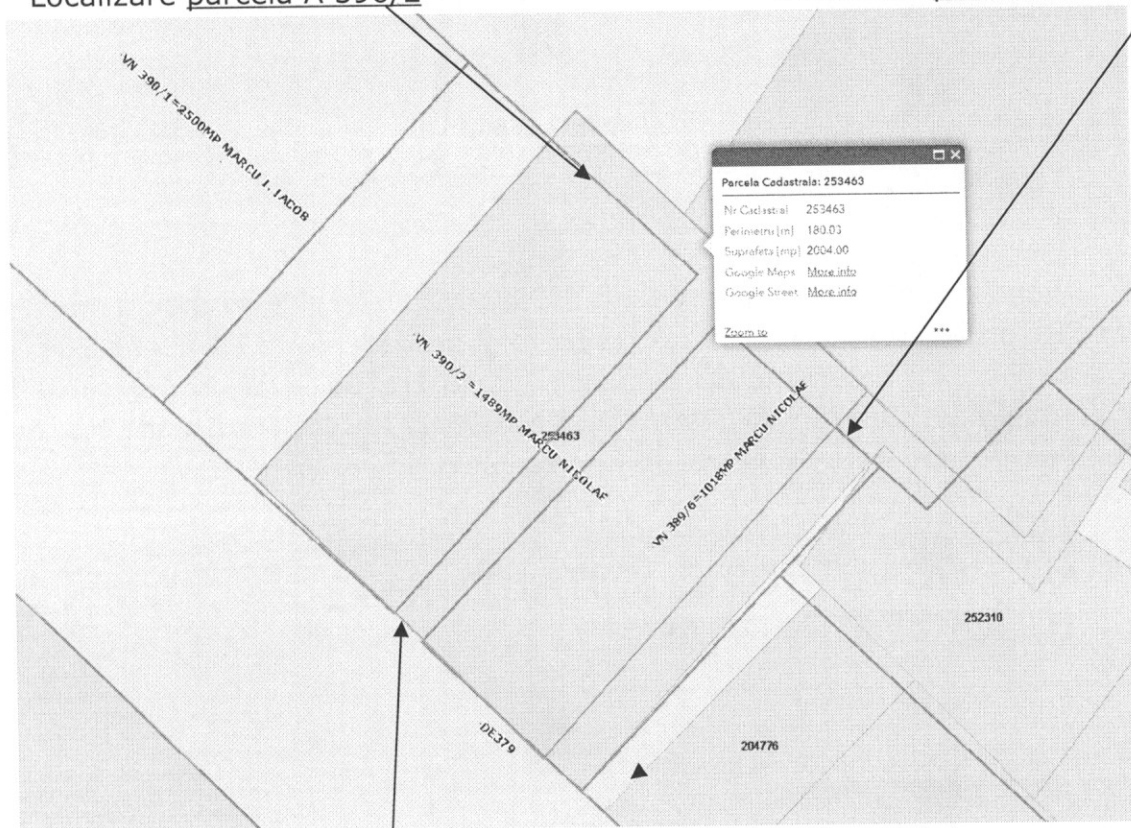 Localizare parcela A 390/2
VN 390/1=2500MP MARCU I. IACOB
Parcela Cadastrala: 253463
Nr Cadastral 253463
Perimetru [m] 180.03
Suprafata [mp] 2004.00
Google Maps More info
Google Street More info
Zoom to
VN 390/2 =1489MP MARCU NICOLAE
253463
VN 389/6=1018MP MARCU NICOLAE
252310
DE379
204776